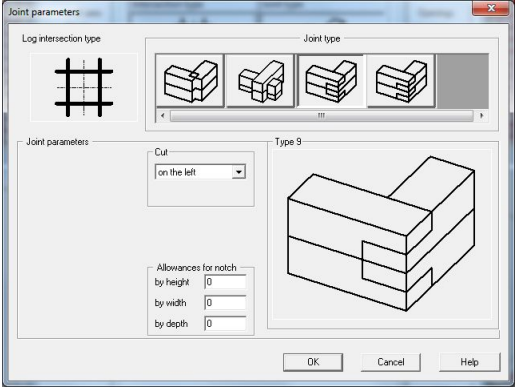 Joint parameters
Log intersection type
Joint type
Joint parameters
Cut
on the left
Type 9
Allowances for notch
by height 0
by width 0
by depth 0
OK Cancel Help